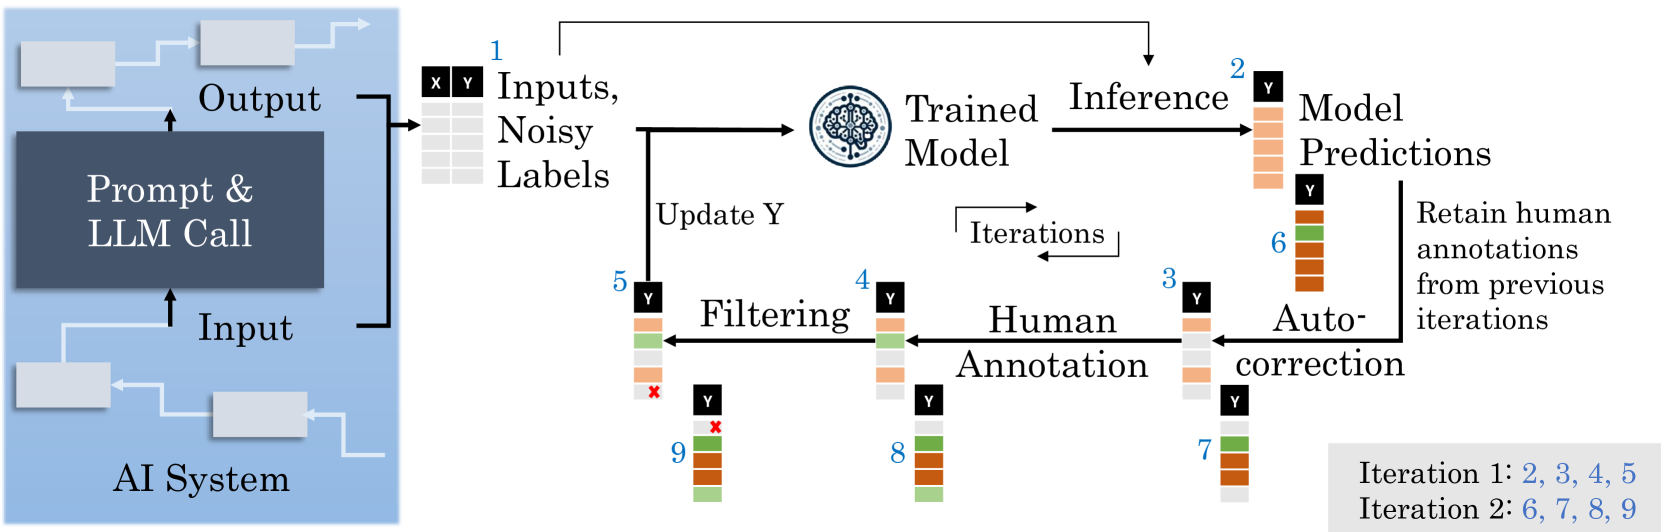 Output
Prompt &
LLM Call
Input
AI System
1
X Y
Inputs,
Noisy
Labels
Update Y
Trained
Model
Inference
2
Y
Model
Predictions
Y
6
Retain human
annotations
from previous
iterations
Iterations
5
Y
Filtering
4
Y
Human
Annotation
3
Y
Auto-
correction
Y
9
Y
8
Y
7
Iteration 1: 2, 3, 4, 5
Iteration 2: 6, 7, 8, 9